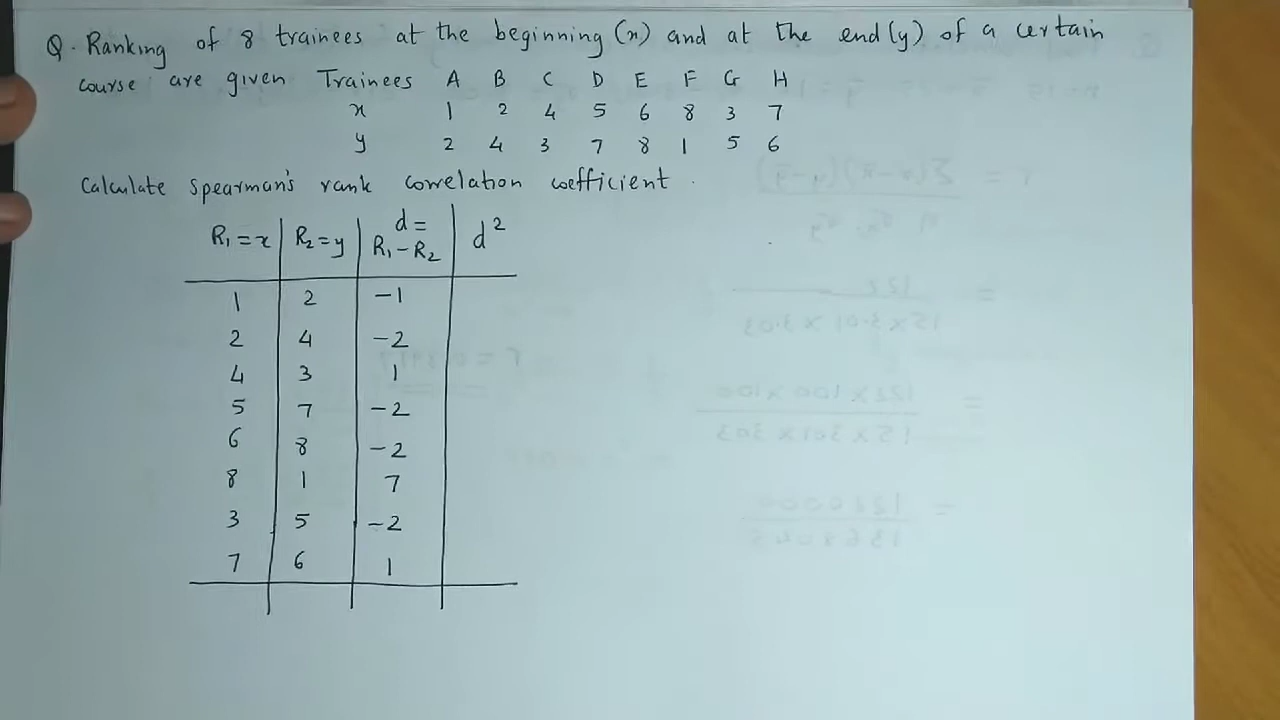 Q. Ranking of 8 trainees at the beginning (x) and at the end (y) of a certain
course are given Trainees A B C D E F G H
x 1 2 4 5 6 8 3 7
y 2 4 3 7 8 1 5 6
Calculate Spearman's rank correlation coefficient.
R₁ = x R₂ = y d = R₁ - R₂ d²
1 2 -1
2 4 -2
4 3 1
5 7 -2
6 8 -2
8 1 7
3 5 -2
7 6 1